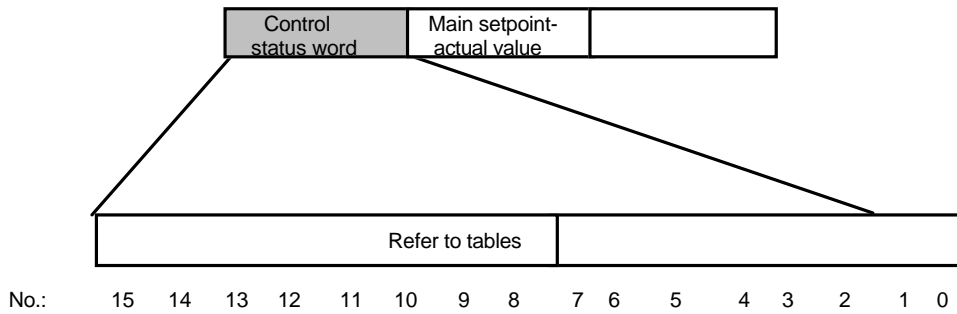 Control
status word
Main setpoint-
actual value
Refer to tables
No.: 15 14 13 12 11 10 9 8 7 6 5 4 3 2 1 0